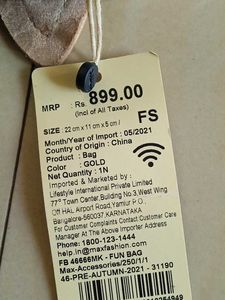 MRP : Rs 899.00
(Incl of All Taxes)
FS
SIZE : 22 cm x 11 cm x 5 cm /
Month/Year of Import : 05/2021
Country of Origin : China
Product : Bag
Color : GOLD
Net Quantity : 1N
Imported & Marketed by :
Lifestyle International Private Limited
77° Town Center, Building No.3, West Wing
Off HAL Airport Road, Yamlur P.O.
Bangalore-560037, KARNATAKA
For Customer Complaints Contact Customer Care
Manager At The Above Importer Address
Phone: 1800-123-1444
help.in@maxfashion.com
FB 46666MK - FUN BAG
Max-Accessories/250/1/1
46-PRE-AUTUMN-2021 - 31190